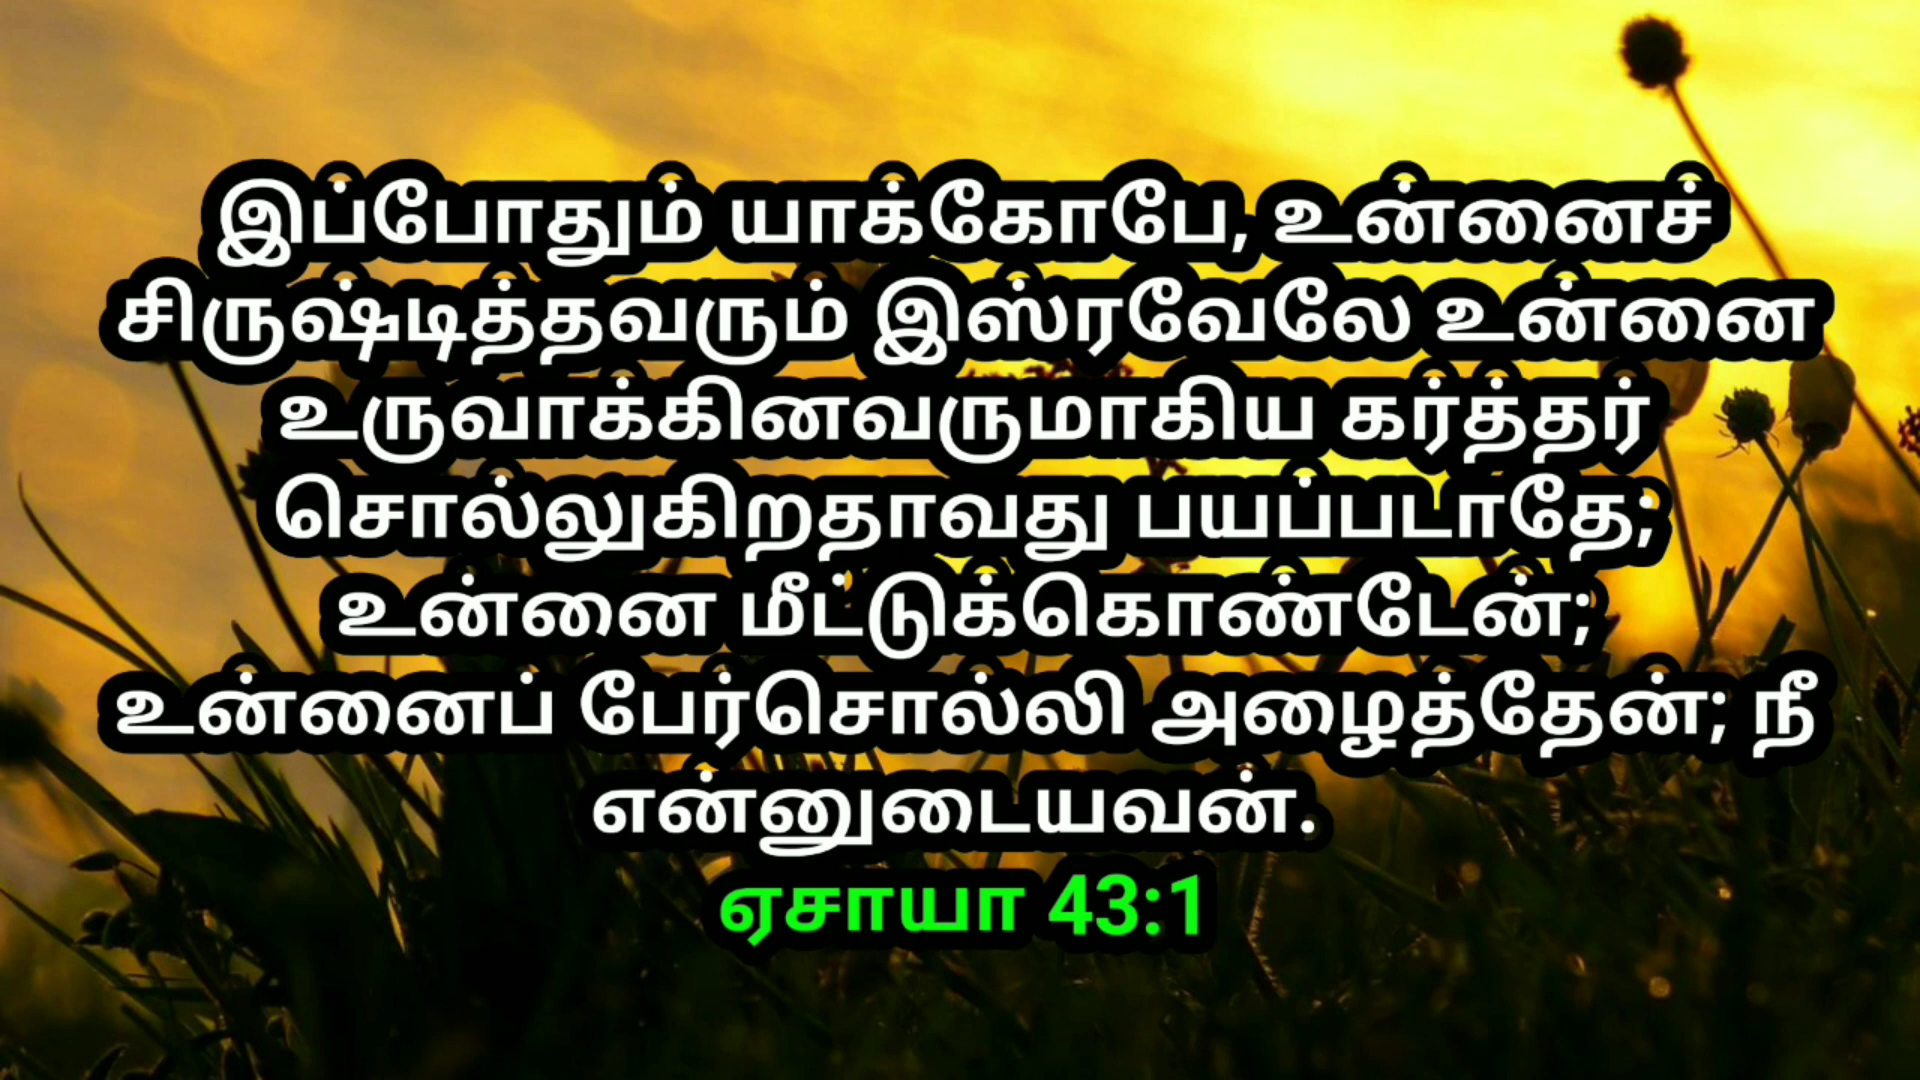 இப்போதும் யாக்கோபே, உன்னைச்
சிருஷ்டித்தவரும் இஸ்ரவேலே உன்னை
உருவாக்கினவருமாகிய கர்த்தர்
சொல்லுகிறதாவது பயப்படாதே;
உன்னை மீட்டுக்கொண்டேன்;
உன்னைப் பேர்சொல்லி அழைத்தேன்; நீ
என்னுடையவன்.
ஏசாயா 43:1